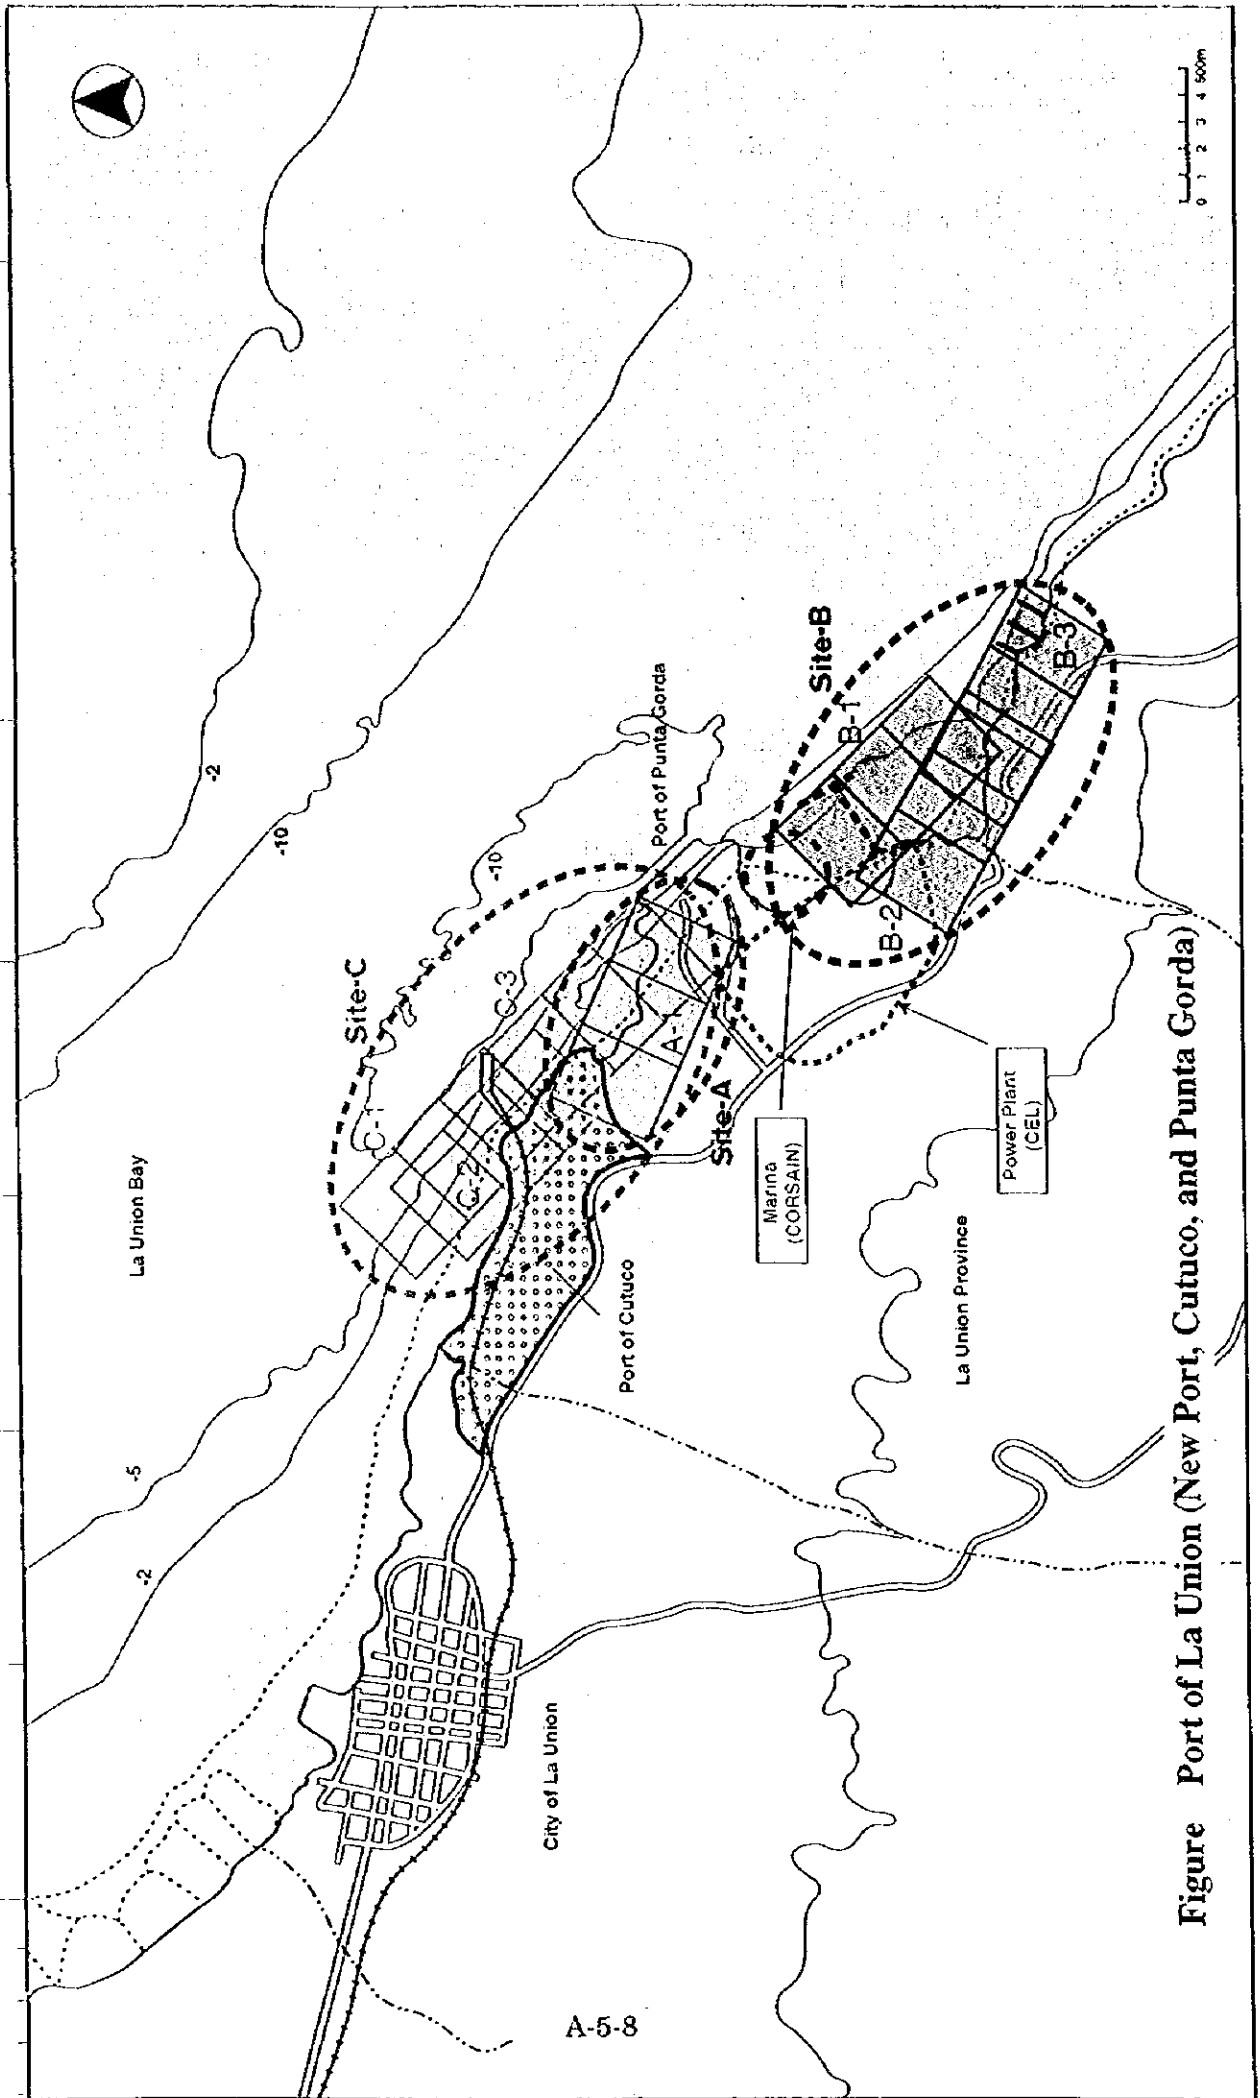 La Union Bay
-2
-10
-5
-2
-10
Site-C
C-1
C-2
C-3
Site-B
B-1
B-2
B-3
Port of Punta Gorda
A-1
Site-A
Marina
(CORSAIN)
Power Plant
(CEL)
Port of Cutuco
La Union Province
City of La Union
0 1 2 3 4 500m
Figure Port of La Union (New Port, Cutuco, and Punta Gorda)
A-5-8